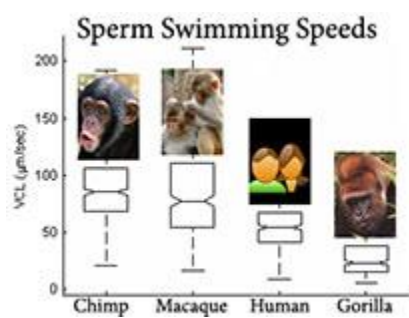 Sperm Swimming Speeds
VCL (μm/sec)
200
150
100
50
0
Chimp Macaque Human Gorilla